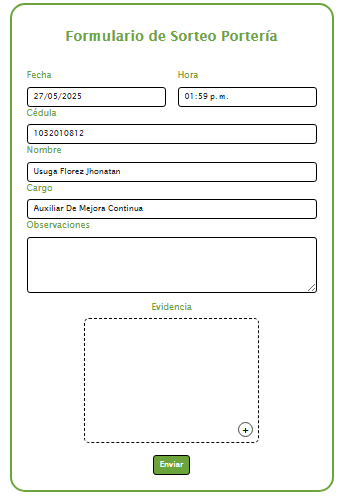 Formulario de Sorteo Portería
Fecha Hora
27/05/2025 01:59 p. m.
Cédula
1032010812
Nombre
Usuga Florez Jhonatan
Cargo
Auxiliar De Mejora Continua
Observaciones
Evidencia
+
Enviar